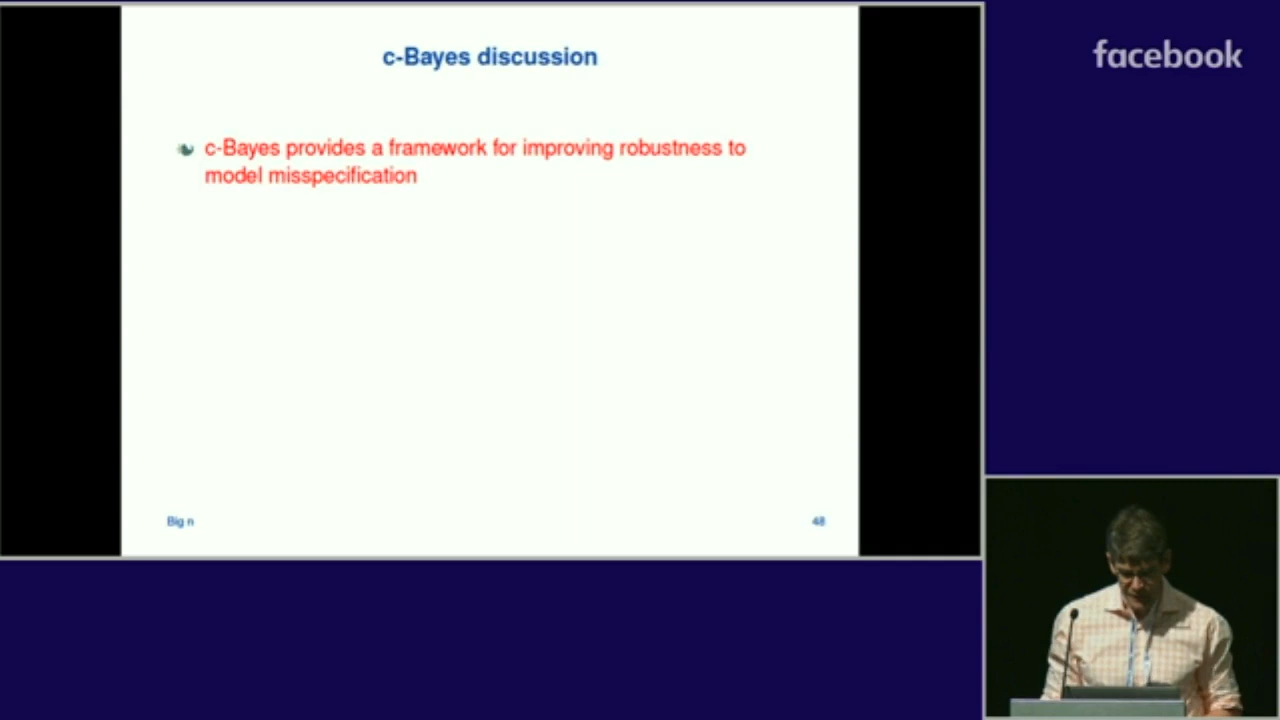 c-Bayes discussion
facebook
c-Bayes provides a framework for improving robustness to
model misspecification
Big n
48